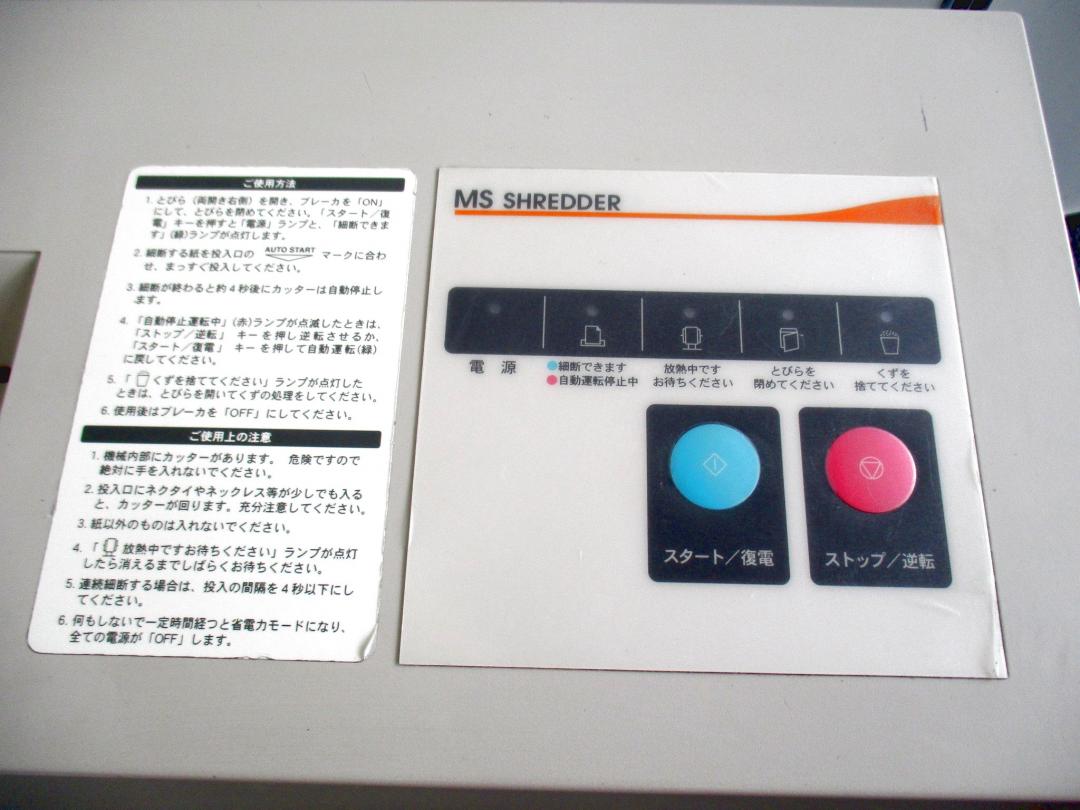 ご使用方法
1. とびら（両開き右側）を開き、ブレーカを「ON」
にして、とびらを閉めてください。「スタート／復
電」 キーを押すと「電源」ランプと、「細断できま
す」(緑)ランプが点灯します。
2. 細断する紙を投入口の AUTO START マークに合わ
せ、まっすぐ投入してください。
3. 細断が終わると約4秒後にカッターは自動停止し
ます。
4. 「自動停止運転中」(赤)ランプが点滅したときは、
「ストップ／逆転」 キーを押し逆転させるか、
「スタート／復電」 キーを押して自動運転(緑)
に戻してください。
5. 「 くずを捨ててください」ランプが点灯した
ときは、とびらを開いてくずの処理をしてください。
6. 使用後はブレーカを「OFF」にしてください。
ご使用上の注意
1. 機械内部にカッターがあります。 危険ですので
絶対に手を入れないでください。
2. 投入口にネクタイやネックレス等が少しでも入る
と、カッターが回ります。充分注意してください。
3. 紙以外のものは入れないでください。
4. 「 放熱中ですお待ちください」ランプが点灯
したら消えるまでしばらくお待ちください。
5. 連続細断する場合は、投入の間隔を4秒以下にし
てください。
6. 何もしないで一定時間経つと省電力モードになり、
全ての電源が「OFF」します。
MS SHREDDER
電 源
細断できます
自動運転停止中
放熱中です
お待ちください
とびらを
閉めてください
くずを
捨ててください
スタート／復電
ストップ／逆転